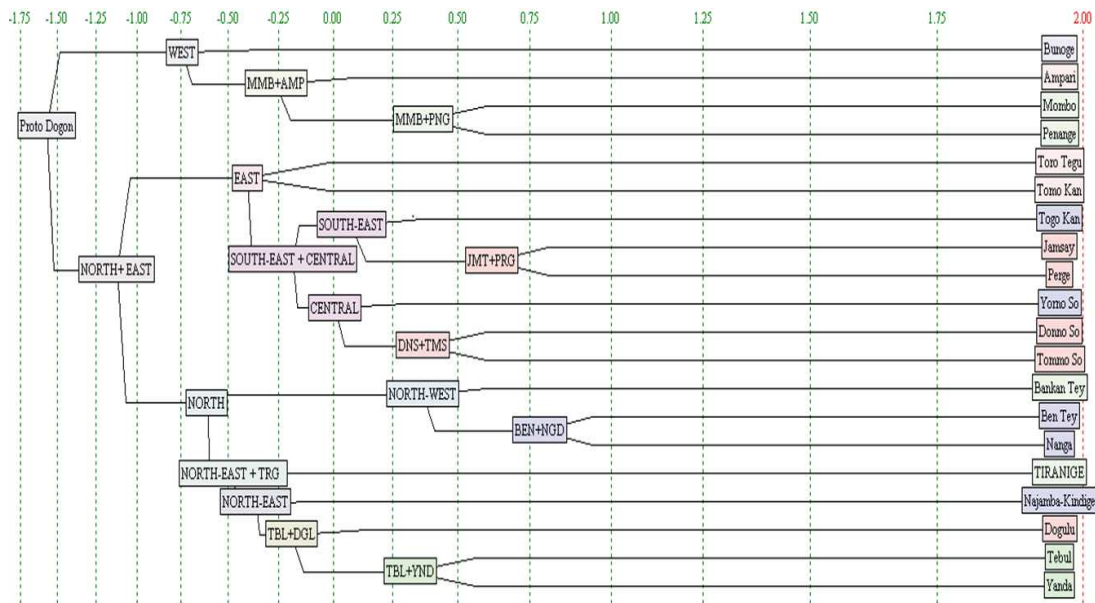 -1.75 -1.50 -1.25 -1.00 -0.75 -0.50 -0.25 0.00 0.25 0.50 0.75 1.00 1.25 1.50 1.75 2.00
Bunoge
WEST
Ampari
MMB+AMP
Mombo
MMB+PNG
Proto Dogon
Penange
Toro Tegu
EAST
Tomo Kan
Togo Kan
SOUTH-EAST
Jamsay
SOUTH-EAST + CENTRAL
JMT+PRG
NORTH+ EAST
Perge
Yorno So
CENTRAL
Donno So
DNS+TMS
Tommo So
Bankan Tey
NORTH-WEST
NORTH
Ben Tey
BEN+NGD
Nanga
NORTH-EAST + TRG
TIRANIGE
NORTH-EAST
Najamba-Kindige
Dogulu
TBL+DGL
Tebul
TBL+YND
Yanda